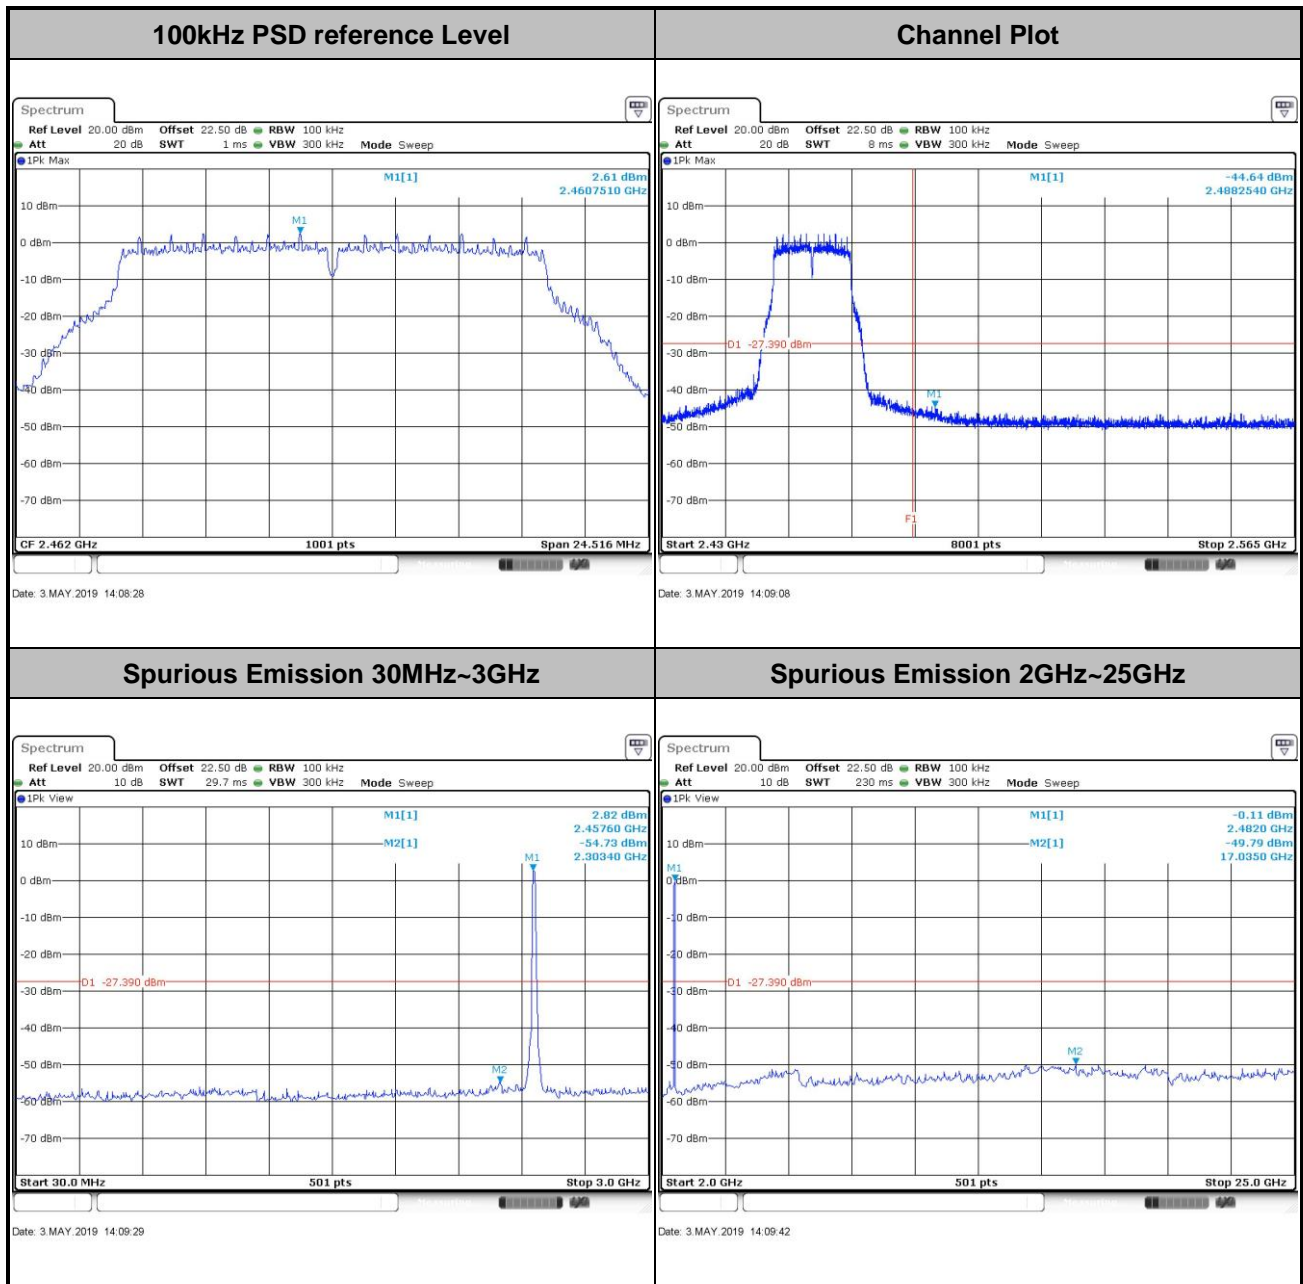 100kHz PSD reference Level
Channel Plot
Spectrum
Ref Level 20.00 dBm Offset 22.50 dB RBW 100 kHz
Att 20 dB SWT 1 ms VBW 300 kHz Mode Sweep
1Pk Max
M1[1] 2.61 dBm
2.4607510 GHz
10 dBm
M1
0 dBm
-10 dBm
-20 dBm
-30 dBm
-40 dBm
-50 dBm
-60 dBm
-70 dBm
CF 2.462 GHz 1001 pts Span 24.516 MHz
Date: 3.MAY.2019 14:08:28
Spectrum
Ref Level 20.00 dBm Offset 22.50 dB RBW 100 kHz
Att 20 dB SWT 8 ms VBW 300 kHz Mode Sweep
1Pk Max
M1[1] -44.64 dBm
2.4882540 GHz
10 dBm
0 dBm
-10 dBm
-20 dBm
D1 -27.390 dBm
-30 dBm
-40 dBm
M1
-50 dBm
-60 dBm
-70 dBm
F1
Start 2.43 GHz 8001 pts Stop 2.565 GHz
Date: 3.MAY.2019 14:09:08
Spurious Emission 30MHz~3GHz
Spurious Emission 2GHz~25GHz
Spectrum
Ref Level 20.00 dBm Offset 22.50 dB RBW 100 kHz
Att 10 dB SWT 29.7 ms VBW 300 kHz Mode Sweep
1Pk View
M1[1] 2.82 dBm
2.45760 GHz
M2[1] -54.73 dBm
2.30340 GHz
10 dBm
M1
0 dBm
-10 dBm
-20 dBm
D1 -27.390 dBm
-30 dBm
-40 dBm
-50 dBm
M2
-60 dBm
-70 dBm
Start 30.0 MHz 501 pts Stop 3.0 GHz
Date: 3.MAY.2019 14:09:29
Spectrum
Ref Level 20.00 dBm Offset 22.50 dB RBW 100 kHz
Att 10 dB SWT 230 ms VBW 300 kHz Mode Sweep
1Pk View
M1[1] -0.11 dBm
2.4820 GHz
M2[1] -49.79 dBm
17.0350 GHz
10 dBm
M1
0 dBm
-10 dBm
-20 dBm
D1 -27.390 dBm
-30 dBm
-40 dBm
M2
-50 dBm
-60 dBm
-70 dBm
Start 2.0 GHz 501 pts Stop 25.0 GHz
Date: 3.MAY.2019 14:09:42